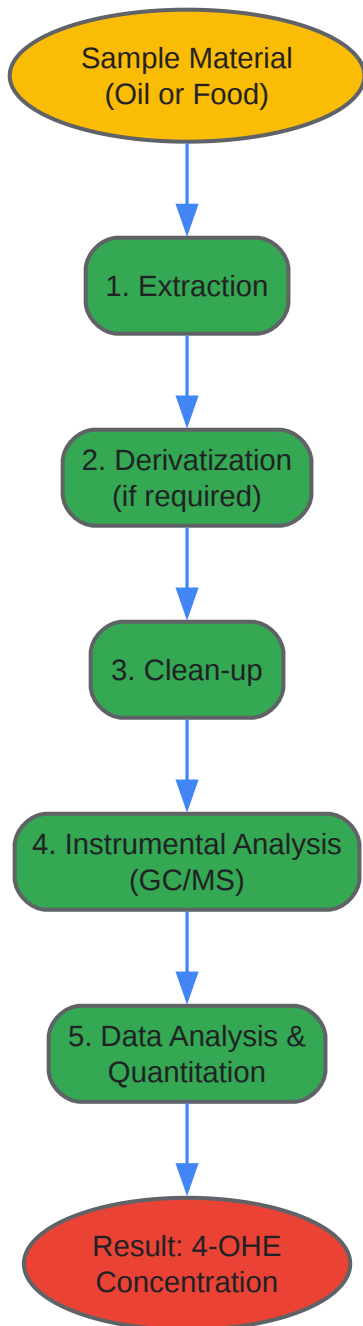 Sample Material
(Oil or Food)
1. Extraction
2. Derivatization
(if required)
3. Clean-up
4. Instrumental Analysis
(GC/MS)
5. Data Analysis &
Quantitation
Result: 4-OHE
Concentration